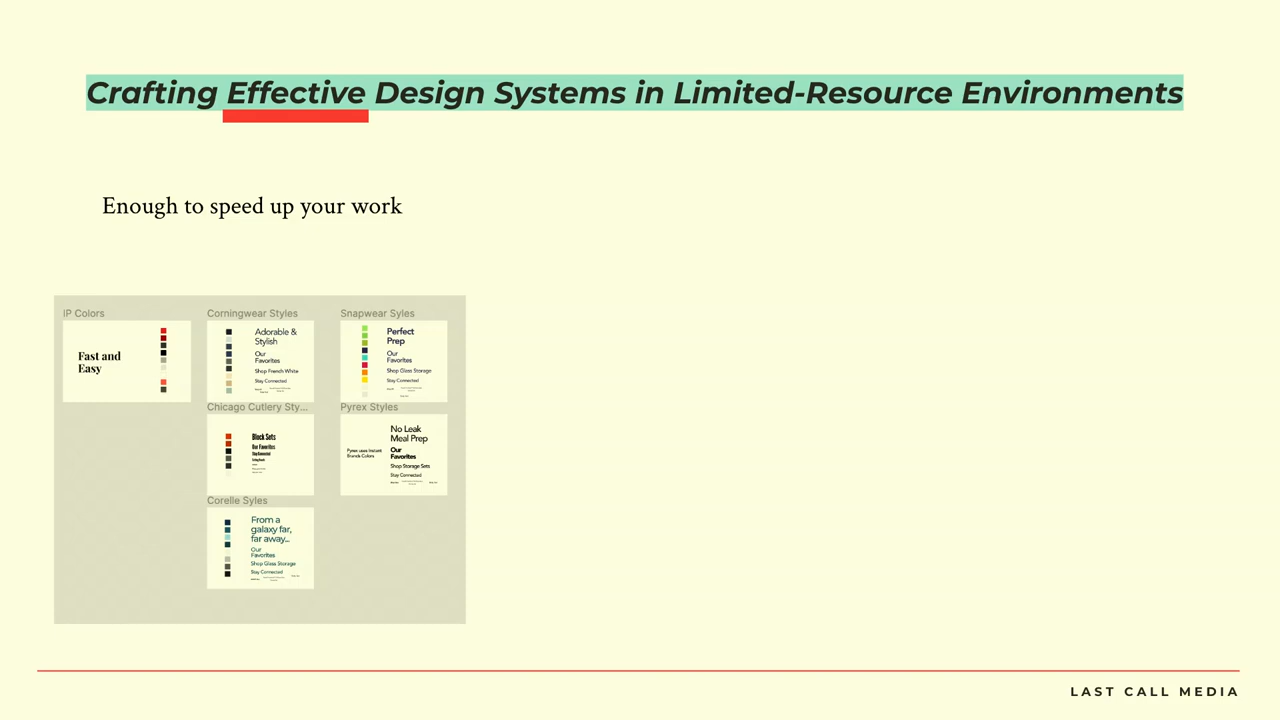 Crafting Effective Design Systems in Limited-Resource Environments
Enough to speed up your work
IP Colors
Fast and
Easy
Corningwear Styles
Adorable &
Stylish
Our
Favorites
Shop French White
Stay Connected
Snapwear Syles
Perfect
Prep
Our
Favorites
Shop Glass Storage
Stay Connected
Chicago Cutlery Sty...
Block Sets
Our Favorites
Stay Connected
Pyrex Styles
Pyrex uses Instant
Brands Colors
No Leak
Meal Prep
Our
Favorites
Shop Storage Sets
Stay Connected
Corelle Syles
From a
galaxy far,
far away...
Our
Favorites
Shop Glass Storage
Stay Connected
LAST CALL MEDIA